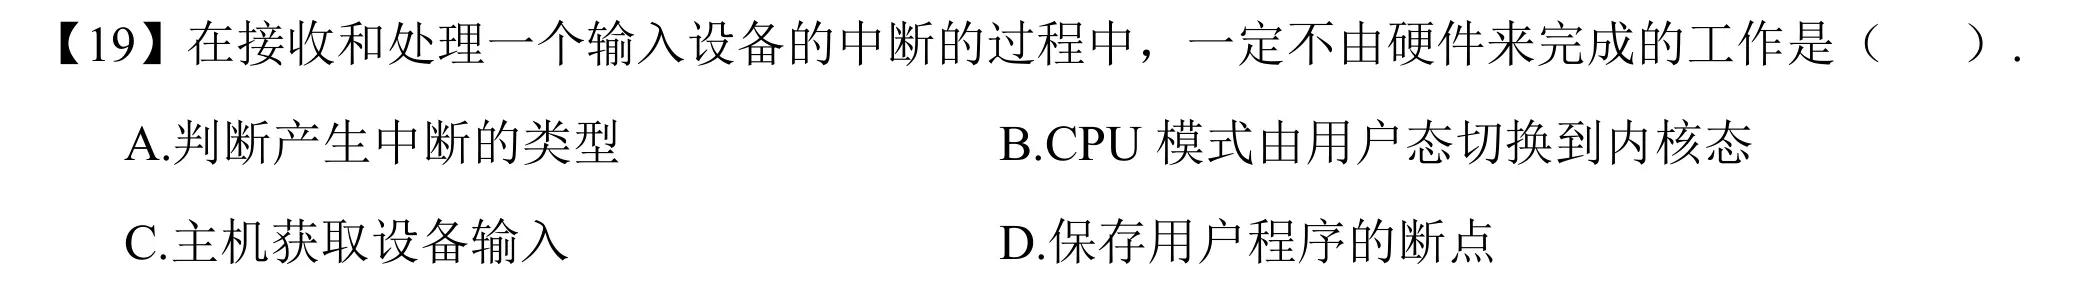 【19】在接收和处理一个输入设备的中断的过程中，一定不由硬件来完成的工作是（　　）.
A.判断产生中断的类型　　B.CPU 模式由用户态切换到内核态
C.主机获取设备输入　　D.保存用户程序的断点